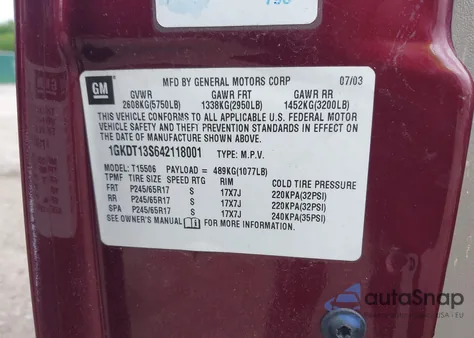 GM
MFD BY GENERAL MOTORS CORP 07/03
GVWR GAWR FRT GAWR RR
2608KG(5750LB) 1338KG(2950LB) 1452KG(3200LB)
THIS VEHICLE CONFORMS TO ALL APPLICABLE U.S. FEDERAL MOTOR
VEHICLE SAFETY AND THEFT PREVENTION STANDARDS IN EFFECT ON THE
DATE OF MANUFACTURE SHOWN ABOVE.
1GKDT13S642118001 TYPE: M.P.V.
MODEL: T15506 PAYLOAD = 489KG(1077LB)
TPMF TIRE SIZE SPEED RTG RIM COLD TIRE PRESSURE
FRT P245/65R17 S 17X7J 220KPA(32PSI)
RR P245/65R17 S 17X7J 220KPA(32PSI)
SPA P245/65R17 S 17X7J 240KPA(35PSI)
SEE OWNER'S MANUAL FOR MORE INFORMATION
autoSnap